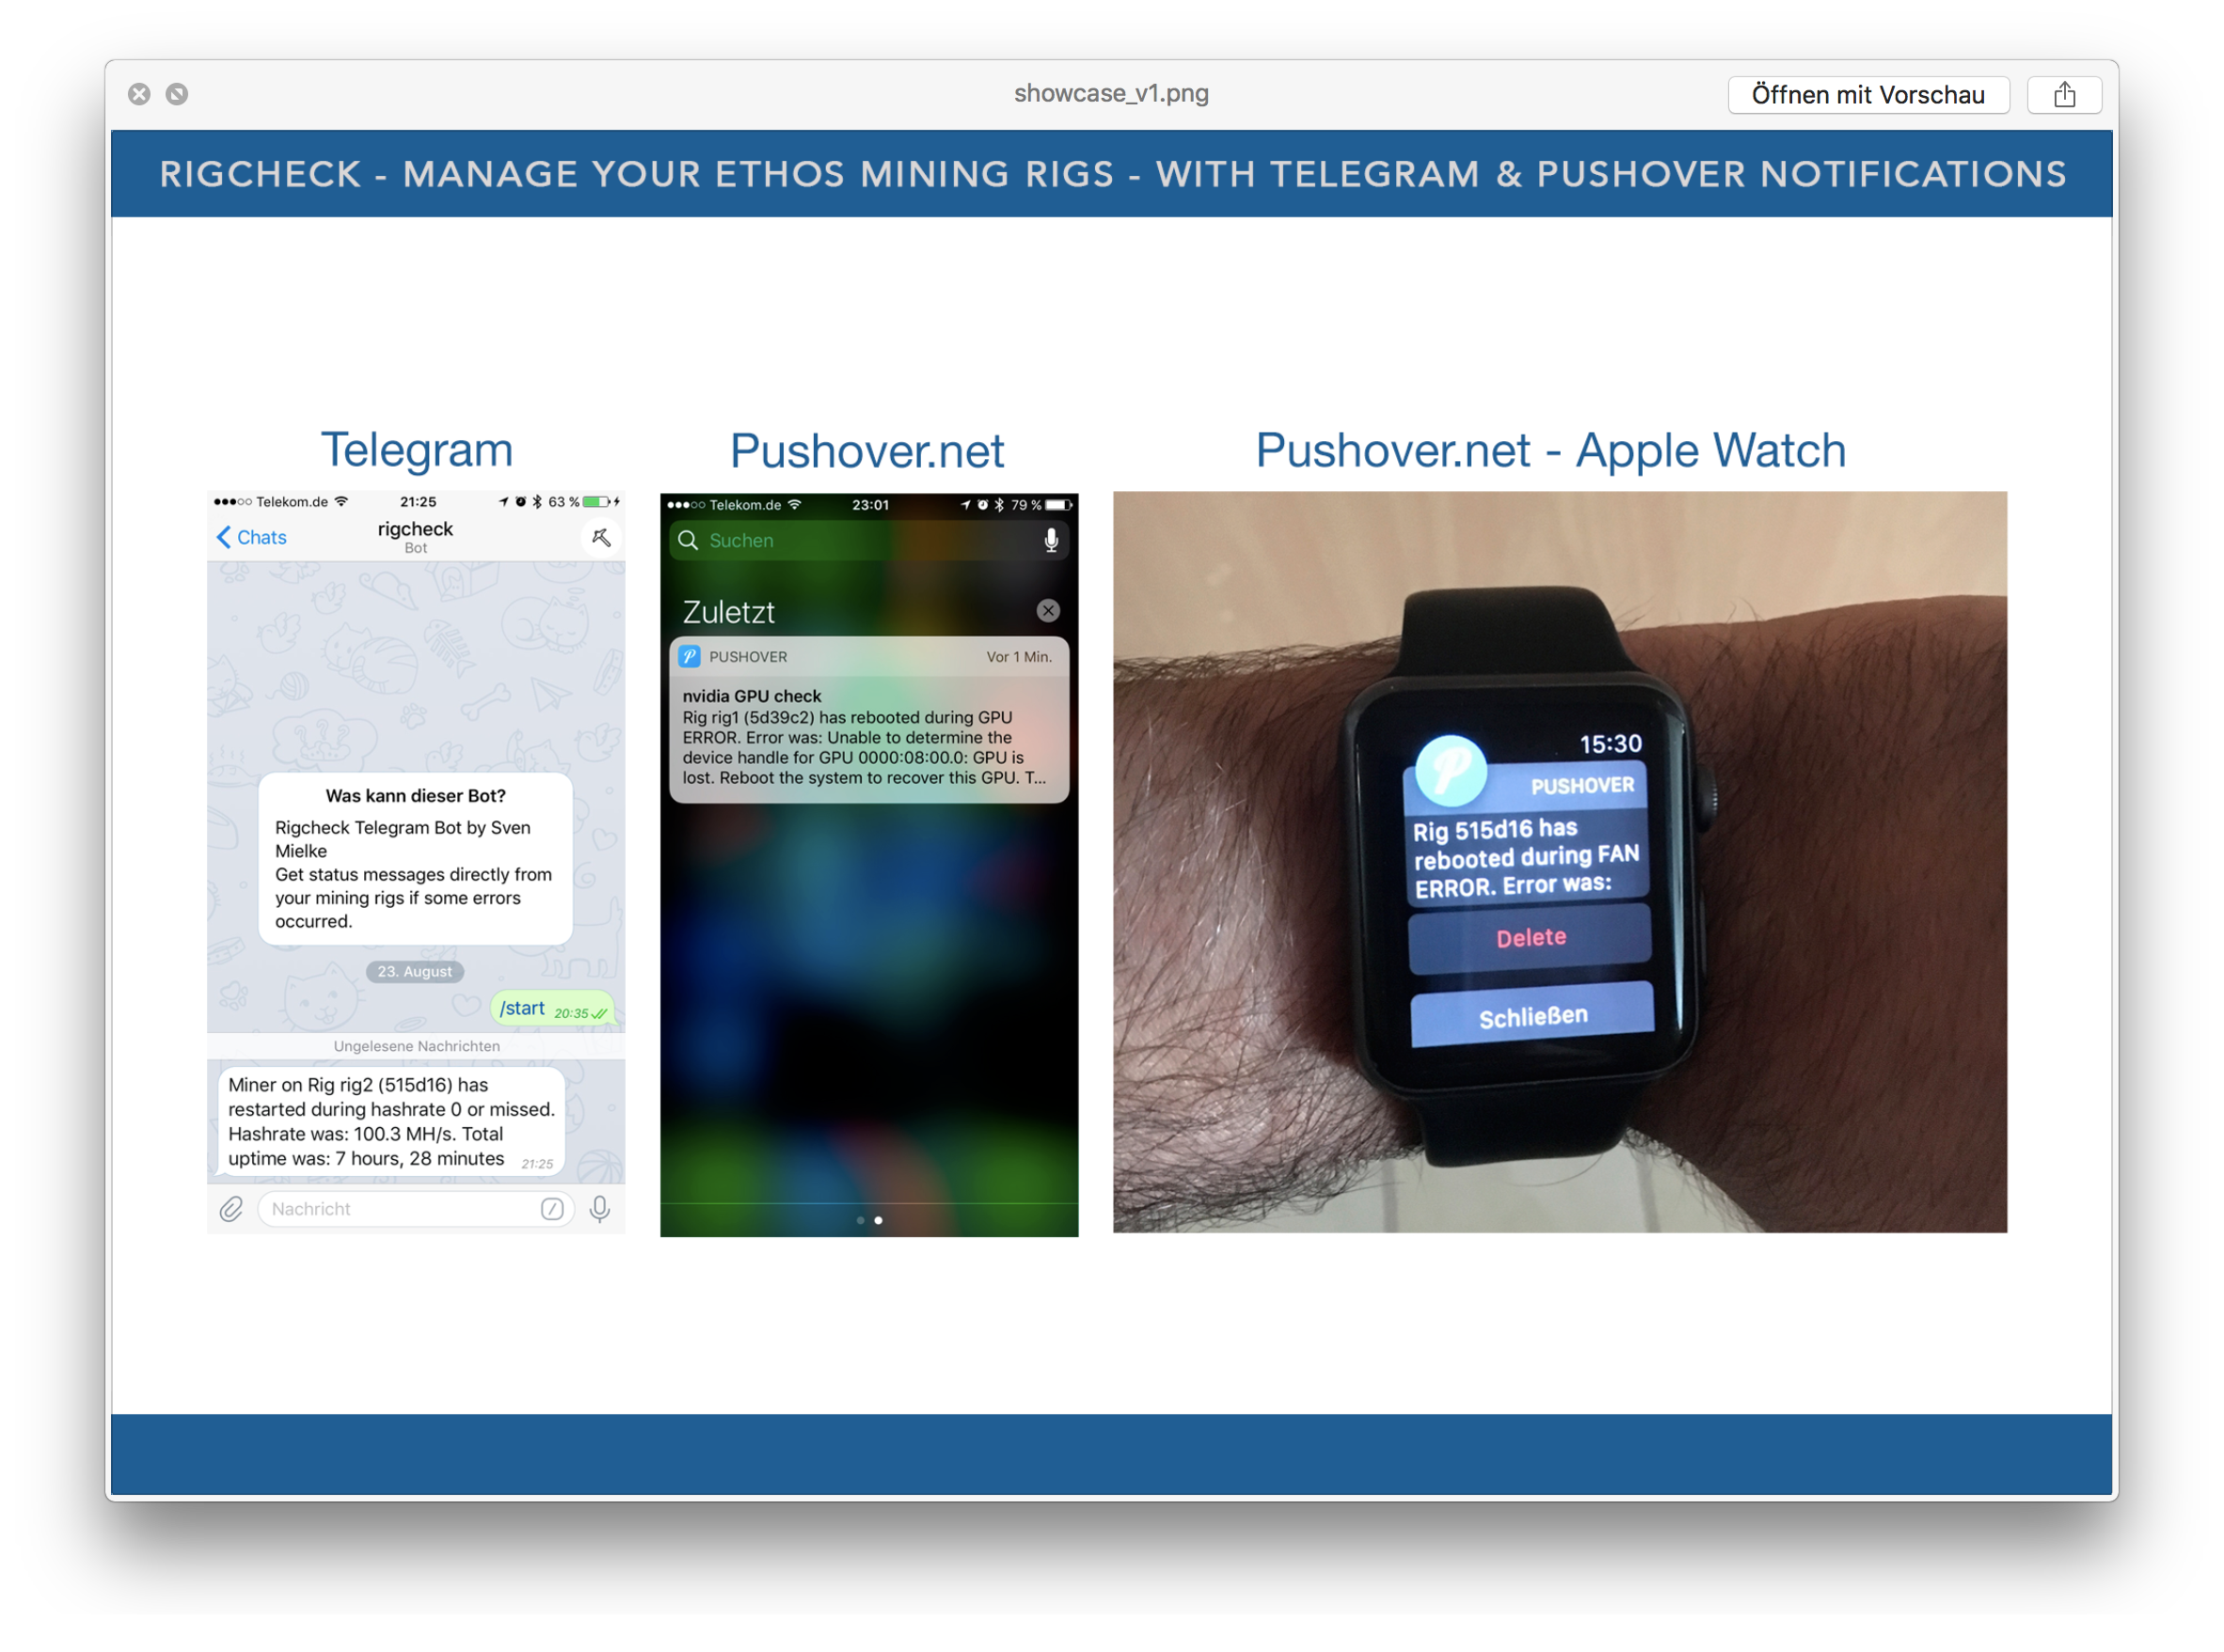 showcase_v1.png
Öffnen mit Vorschau
RIGCHECK - MANAGE YOUR ETHOS MINING RIGS - WITH TELEGRAM & PUSHOVER NOTIFICATIONS
Telegram
Telekom.de 21:25 63 %
Chats
rigcheck
Bot
Was kann dieser Bot?
Rigcheck Telegram Bot by Sven
Mielke
Get status messages directly from
your mining rigs if some errors
occurred.
23. August
/start 20:35
Ungelesene Nachrichten
Miner on Rig rig2 (515d16) has
restarted during hashrate 0 or missed.
Hashrate was: 100.3 MH/s. Total
uptime was: 7 hours, 28 minutes 21:25
Nachricht
Pushover.net
Telekom.de 23:01 79 %
Suchen
Zuletzt
PUSHOVER Vor 1 Min.
nvidia GPU check
Rig rig1 (5d39c2) has rebooted during GPU
ERROR. Error was: Unable to determine the
device handle for GPU 0000:08:00.0: GPU is
lost. Reboot the system to recover this GPU. T...
Pushover.net - Apple Watch
15:30
PUSHOVER
Rig 515d16 has
rebooted during FAN
ERROR. Error was:
Delete
Schließen